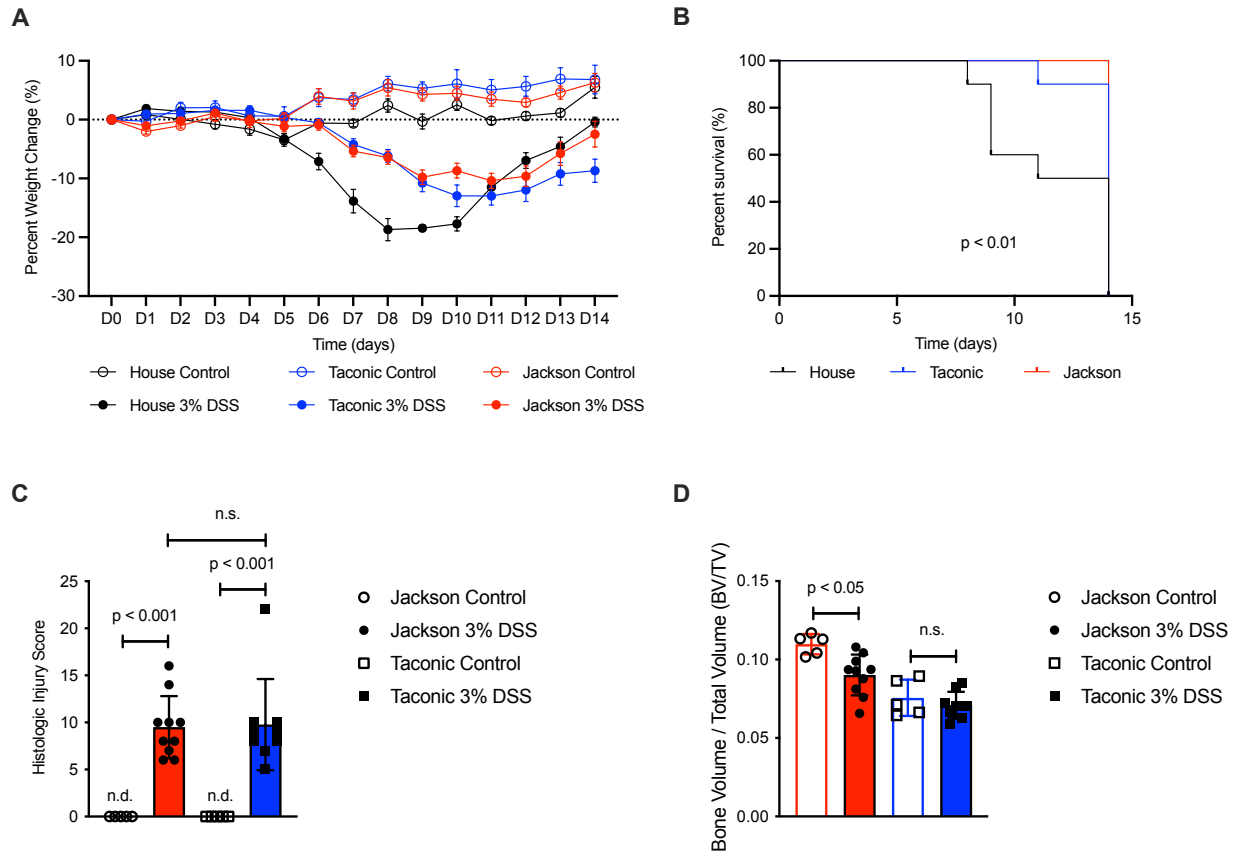 A
Percent Weight Change (%)
10
0
-10
-20
-30
D0 D1 D2 D3 D4 D5 D6 D7 D8 D9 D10 D11 D12 D13 D14
Time (days)
House Control Taconic Control Jackson Control
House 3% DSS Taconic 3% DSS Jackson 3% DSS
B
Percent survival (%)
100
80
60
40
20
0
p < 0.01
0 5 10 15
Time (days)
House Taconic Jackson
C
Histologic Injury Score
n.s.
p < 0.001
p < 0.001
25
20
15
10
5
0
n.d. n.d.
Jackson Control
Jackson 3% DSS
Taconic Control
Taconic 3% DSS
D
Bone Volume / Total Volume (BV/TV)
0.15
0.10
0.05
0.00
p < 0.05
n.s.
Jackson Control
Jackson 3% DSS
Taconic Control
Taconic 3% DSS